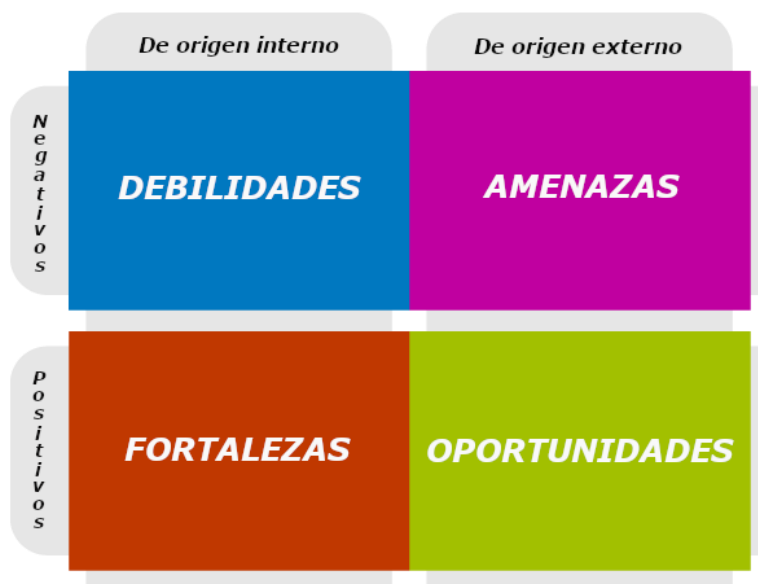 De origen interno
De origen externo
Negativos
DEBILIDADES
AMENAZAS
Positivos
FORTALEZAS
OPORTUNIDADES